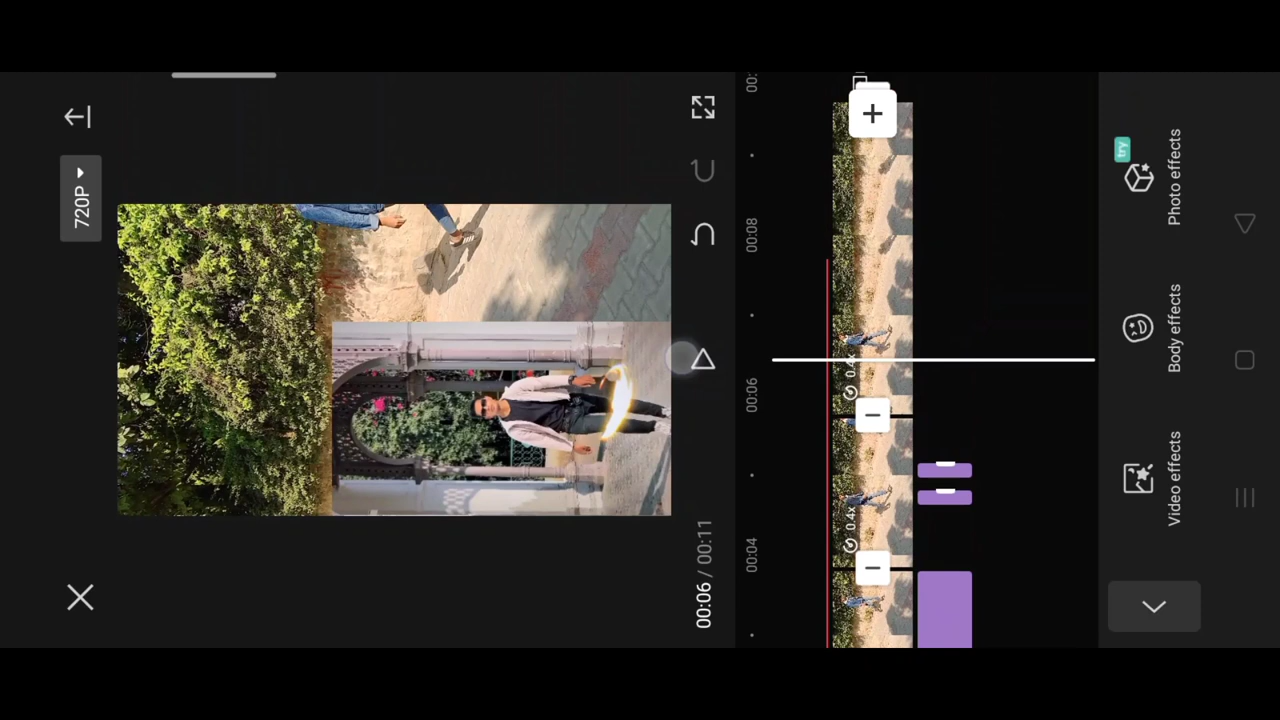 720P
00:06 / 00:11
00:04
00:06
00:08
0.4x
0.4x
Video effects
Body effects
Photo effects
try